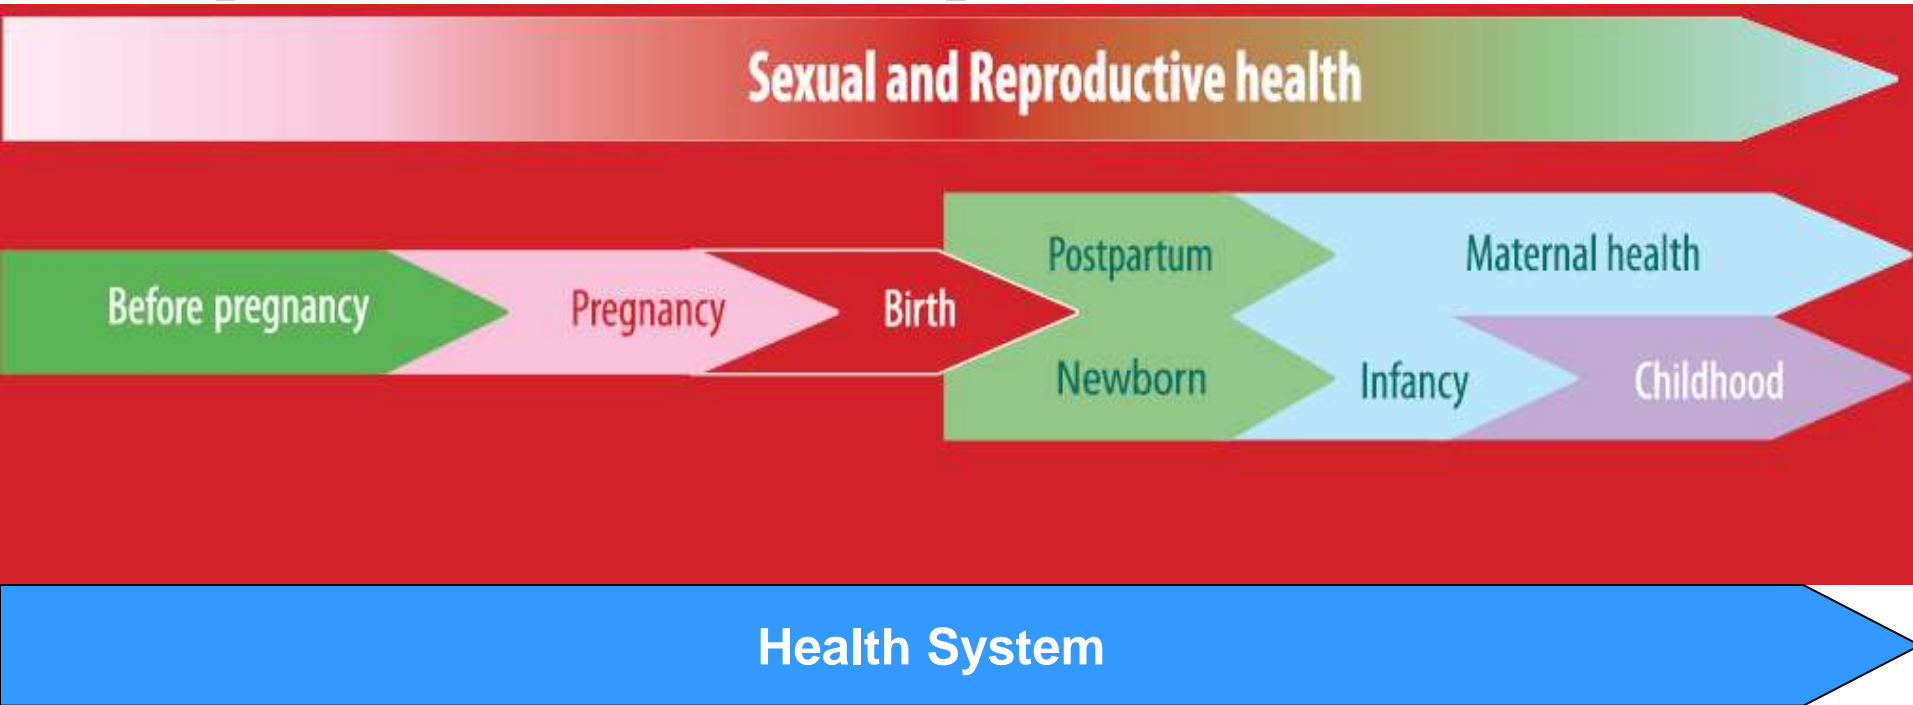 Sexual and Reproductive health
Before pregnancy
Pregnancy
Birth
Postpartum
Maternal health
Newborn
Infancy
Childhood
Health System